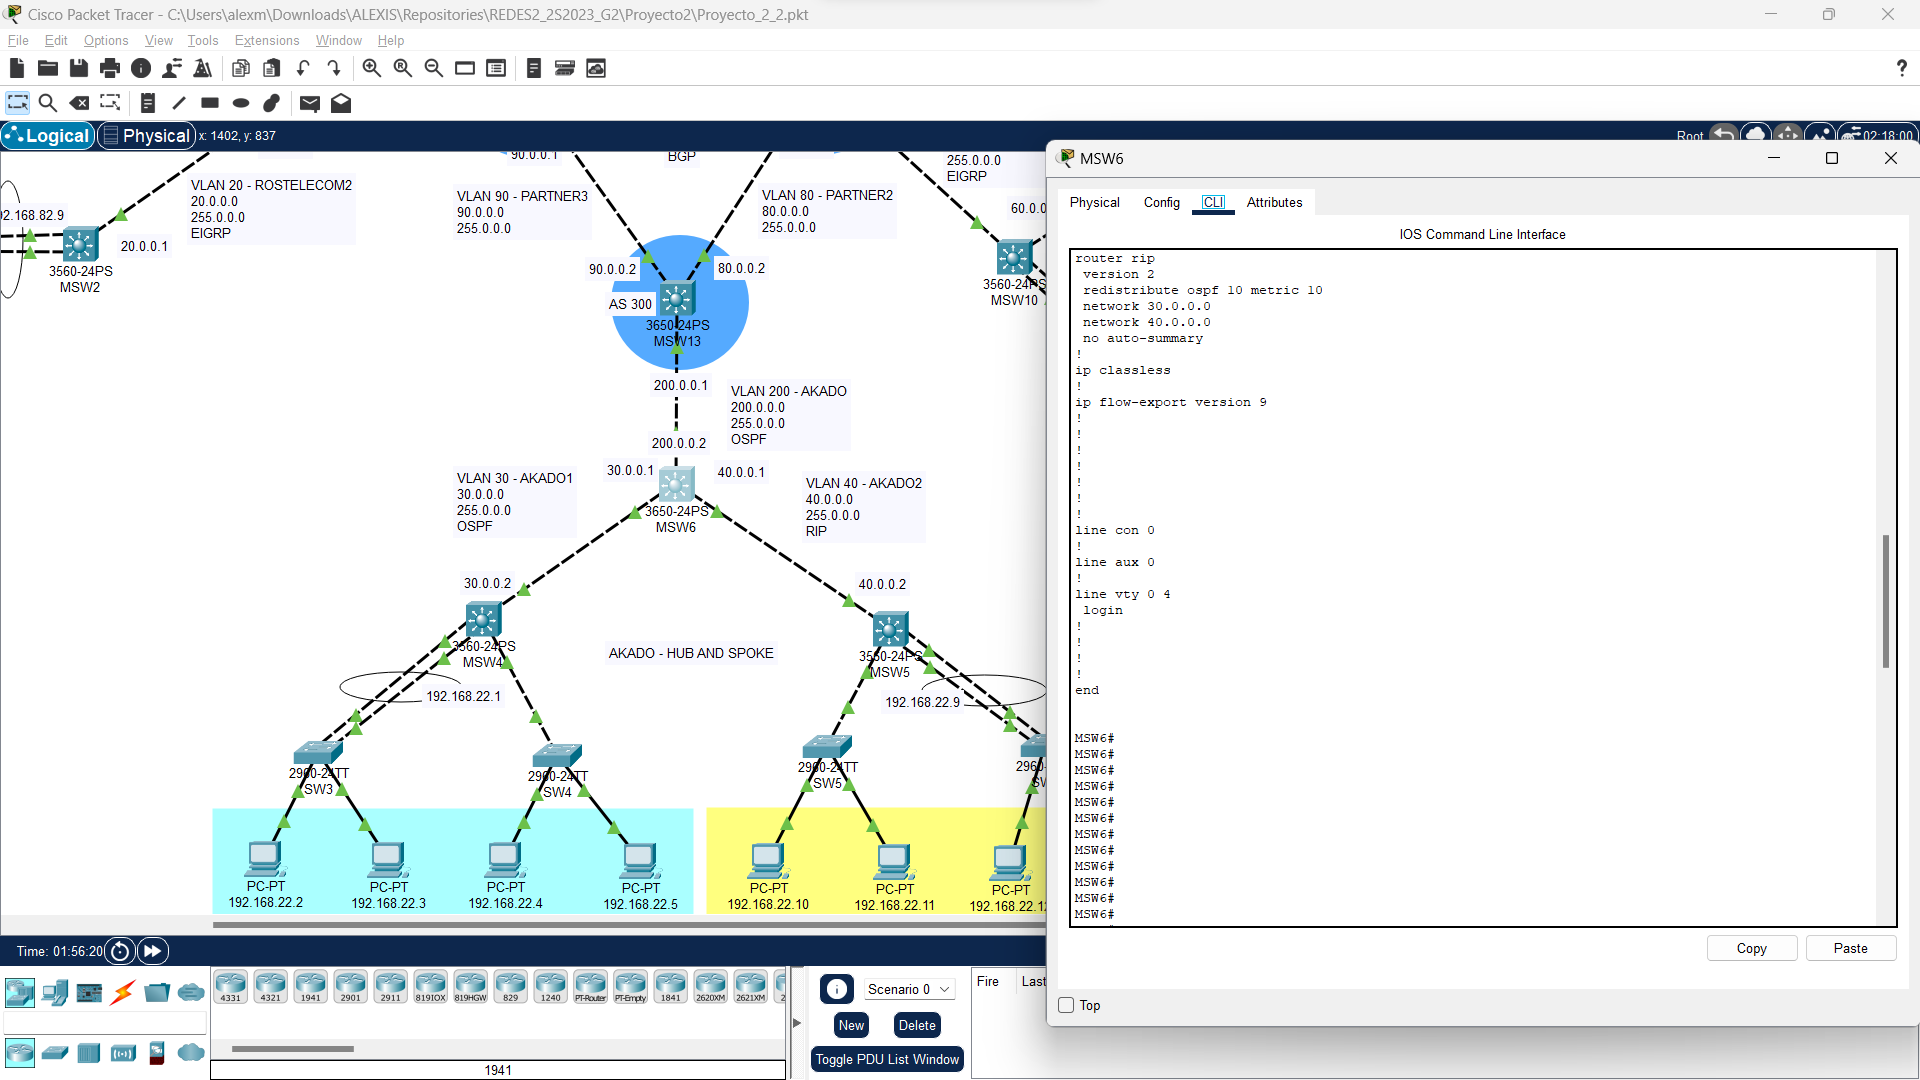 Cisco Packet Tracer - C:\Users\alexm\Downloads\ALEXIS\Repositories\REDES2_2S2023_G2\Proyecto2\Proyecto_2_2.pkt
File Edit Options View Tools Extensions Window Help
Logical Physical x: 1402, y: 837
Root 02:18:00
90.0.0.1
BGP
255.0.0.0
EIGRP
VLAN 20 - ROSTELECOM2
20.0.0.0
255.0.0.0
EIGRP
VLAN 90 - PARTNER3
90.0.0.0
255.0.0.0
VLAN 80 - PARTNER2
80.0.0.0
255.0.0.0
60.0.0
2.168.82.9
20.0.0.1
3560-24PS
MSW2
90.0.0.2
80.0.0.2
AS 300
3650-24PS
MSW13
3560-24PS
MSW10
200.0.0.1
VLAN 200 - AKADO
200.0.0.0
255.0.0.0
OSPF
200.0.0.2
30.0.0.1
40.0.0.1
VLAN 30 - AKADO1
30.0.0.0
255.0.0.0
OSPF
3650-24PS
MSW6
VLAN 40 - AKADO2
40.0.0.0
255.0.0.0
RIP
30.0.0.2
40.0.0.2
3560-24PS
MSW4
AKADO - HUB AND SPOKE
3560-24PS
MSW5
192.168.22.1
192.168.22.9
2960-24TT
SW3
2960-24TT
SW4
2960-24TT
SW5
2960-
PC-PT
192.168.22.2
PC-PT
192.168.22.3
PC-PT
192.168.22.4
PC-PT
192.168.22.5
PC-PT
192.168.22.10
PC-PT
192.168.22.11
PC-PT
192.168.22.12
MSW6
Physical Config CLI Attributes
IOS Command Line Interface
router rip
version 2
redistribute ospf 10 metric 10
network 30.0.0.0
network 40.0.0.0
no auto-summary
!
ip classless
!
ip flow-export version 9
!
!
!
!
!
!
!
line con 0
!
line aux 0
!
line vty 0 4
login
!
!
!
!
end
MSW6#
MSW6#
MSW6#
MSW6#
MSW6#
MSW6#
MSW6#
MSW6#
MSW6#
MSW6#
MSW6#
MSW6#
Copy Paste
Top
Time: 01:56:20
4331 4321 1941 2901 2911 819IOX 819HGW 829 1240 PT-Router PT-Empty 1841 2620XM 2621XM 2
1941
Scenario 0
New Delete
Toggle PDU List Window
Fire Last